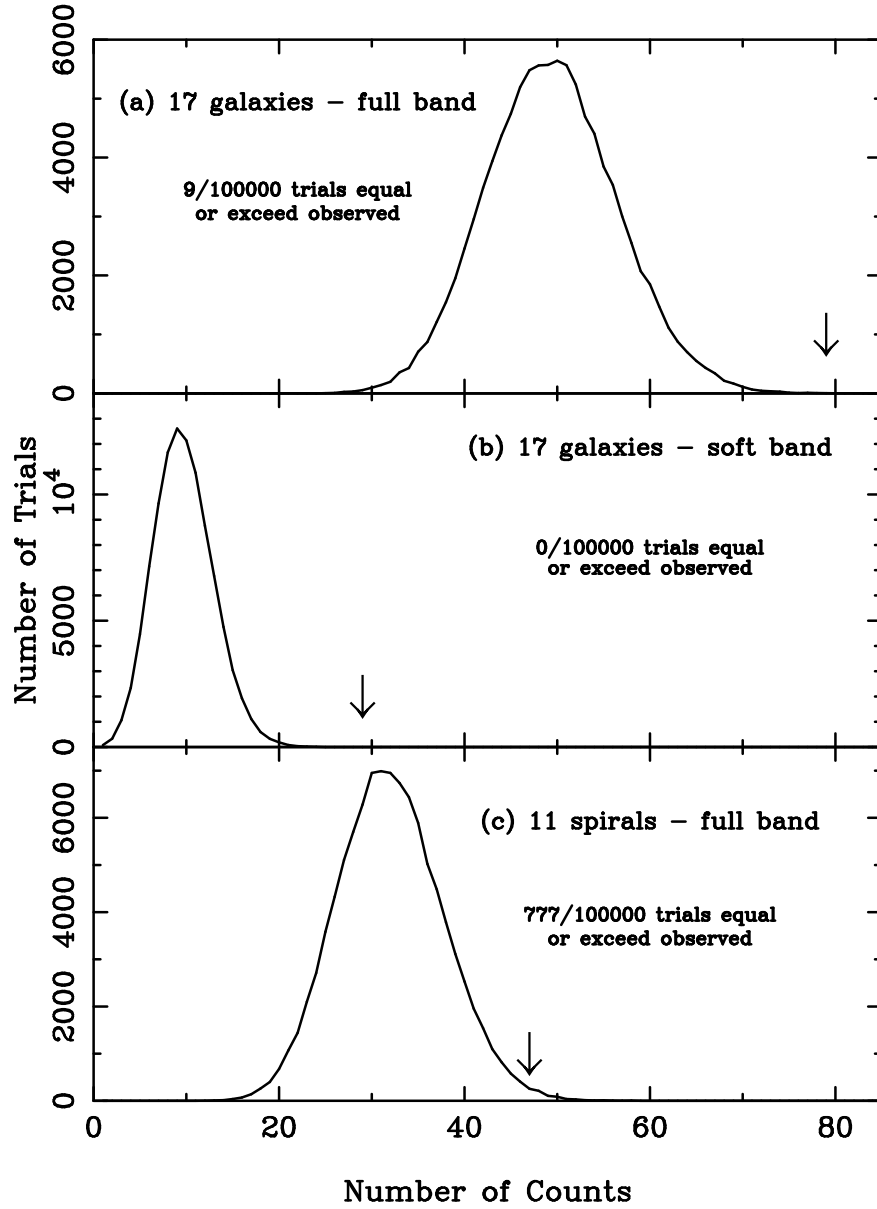 6000
4000
2000
0
(a) 17 galaxies – full band
9/100000 trials equal
or exceed observed
Number of Trials
10⁴
5000
0
(b) 17 galaxies – soft band
0/100000 trials equal
or exceed observed
6000
4000
2000
0
(c) 11 spirals – full band
777/100000 trials equal
or exceed observed
0 20 40 60 80
Number of Counts